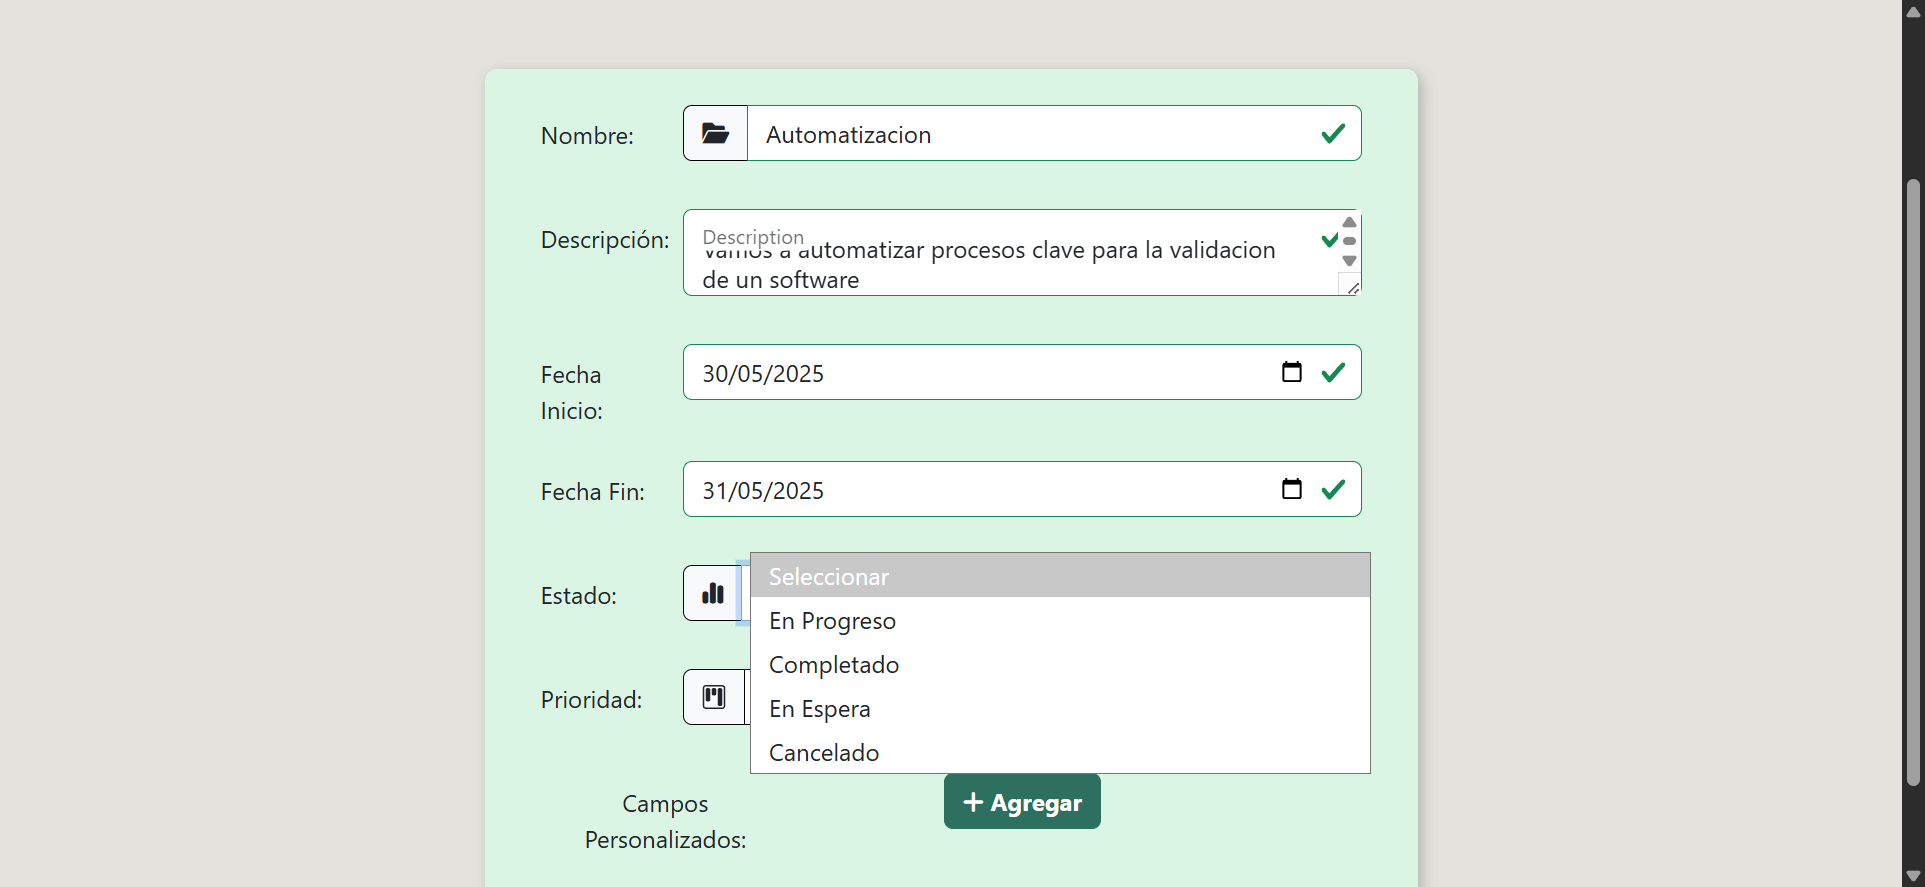 Nombre:
Automatizacion
Descripción:
Description
Vamos a automatizar procesos clave para la validacion
de un software
Fecha
Inicio:
30/05/2025
Fecha Fin:
31/05/2025
Estado:
Seleccionar
En Progreso
Completado
En Espera
Cancelado
Prioridad:
Campos
Personalizados:
+ Agregar